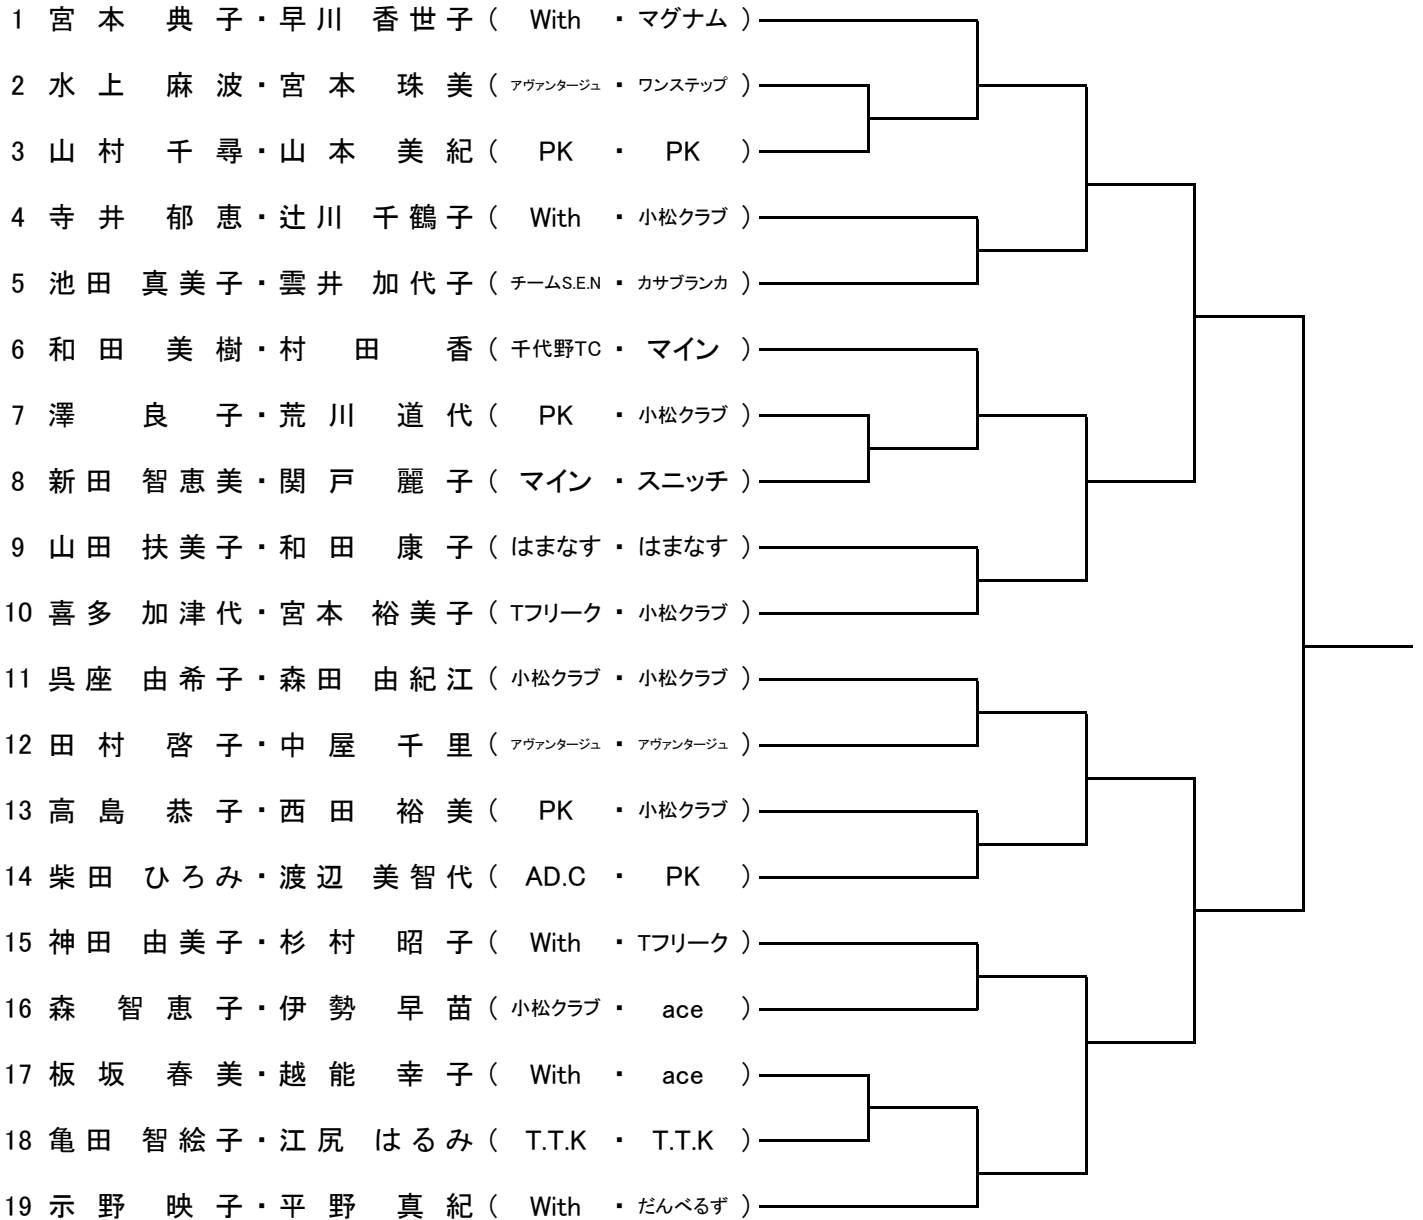 1 宮本 典子・早川 香世子（ With ・ マグナム ）
2 水上 麻波・宮本 珠美（ アヴァンタージュ ・ ワンステップ ）
3 山村 千尋・山本 美紀（ PK ・ PK ）
4 寺井 郁恵・辻川 千鶴子（ With ・ 小松クラブ ）
5 池田 真美子・雲井 加代子（ チームS.E.N ・ カサブランカ ）
6 和田 美樹・村田 香（ 千代野TC ・ マイン ）
7 澤 良子・荒川 道代（ PK ・ 小松クラブ ）
8 新田 智恵美・関戸 麗子（ マイン ・ スニッチ ）
9 山田 扶美子・和田 康子（ はまなす ・ はまなす ）
10 喜多 加津代・宮本 裕美子（ Tフリーク ・ 小松クラブ ）
11 呉座 由希子・森田 由紀江（ 小松クラブ ・ 小松クラブ ）
12 田村 啓子・中屋 千里（ アヴァンタージュ ・ アヴァンタージュ ）
13 高島 恭子・西田 裕美（ PK ・ 小松クラブ ）
14 柴田 ひろみ・渡辺 美智代（ AD.C ・ PK ）
15 神田 由美子・杉村 昭子（ With ・ Tフリーク ）
16 森 智恵子・伊勢 早苗（ 小松クラブ ・ ace ）
17 板坂 春美・越能 幸子（ With ・ ace ）
18 亀田 智絵子・江尻 はるみ（ T.T.K ・ T.T.K ）
19 示野 映子・平野 真紀（ With ・ だんべるず ）